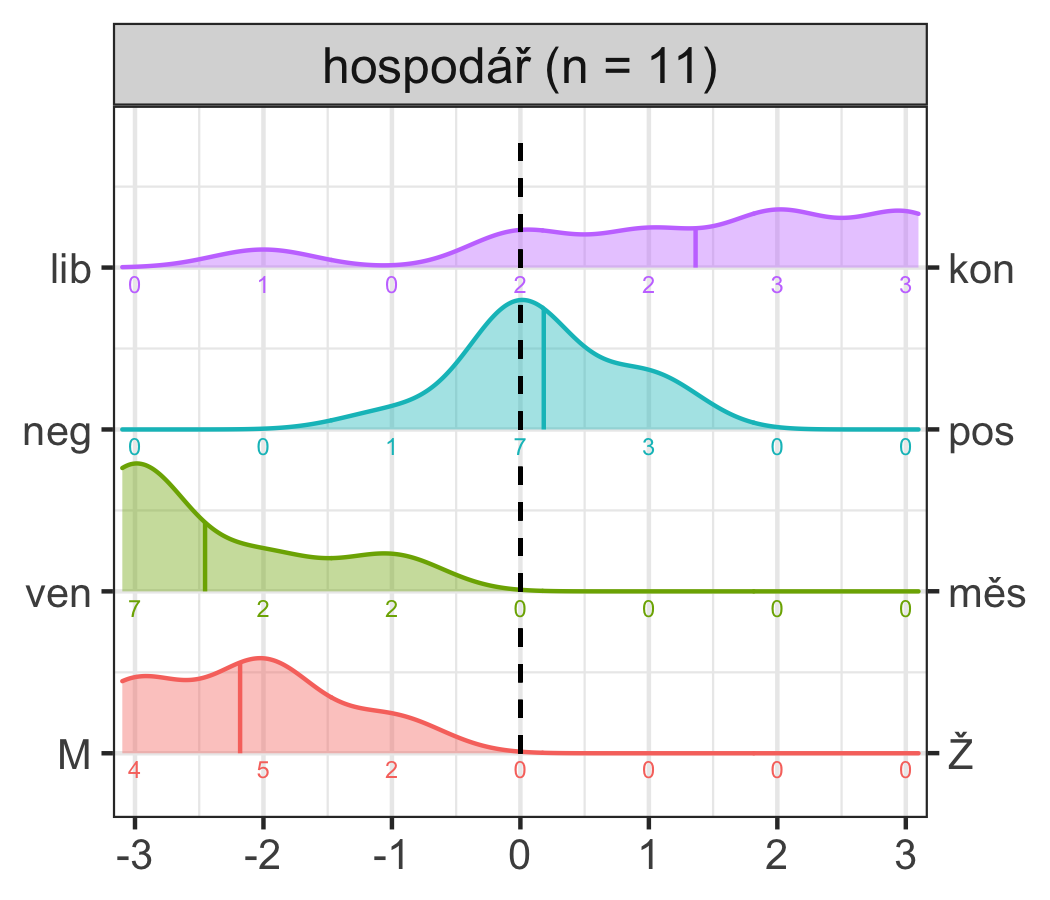 hospodář (n = 11)
lib kon
0 1 0 2 2 3 3
neg pos
0 0 1 7 3 0 0
ven měs
7 2 2 0 0 0 0
M Ž
4 5 2 0 0 0 0
-3 -2 -1 0 1 2 3